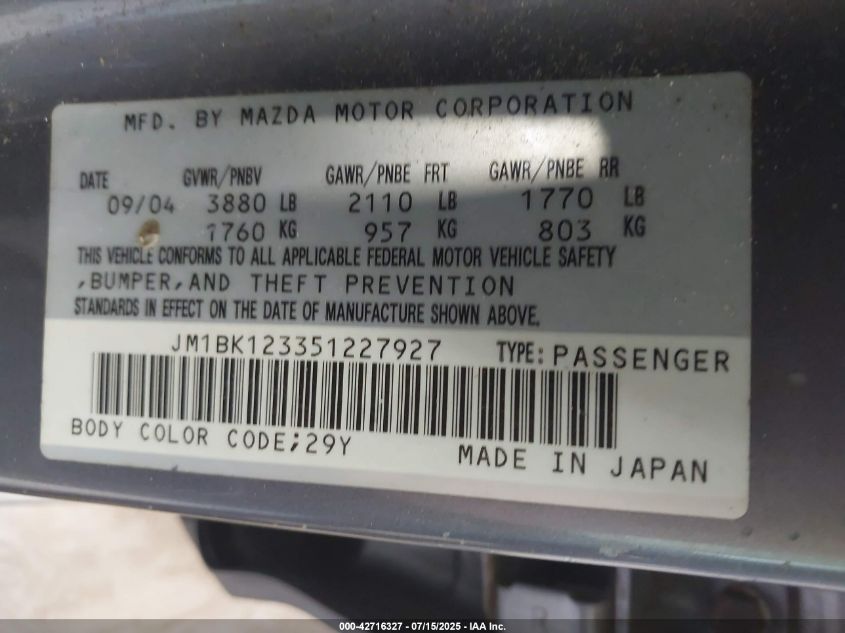 MFD. BY MAZDA MOTOR CORPORATION
DATE GVWR/PNBV GAWR/PNBE FRT GAWR/PNBE RR
09/04 3880 LB 2110 LB 1770 LB
1760 KG 957 KG 803 KG
THIS VEHICLE CONFORMS TO ALL APPLICABLE FEDERAL MOTOR VEHICLE SAFETY
,BUMPER,AND THEFT PREVENTION
STANDARDS IN EFFECT ON THE DATE OF MANUFACTURE SHOWN ABOVE.
JM1BK123351227927 TYPE: PASSENGER
BODY COLOR CODE;29Y
MADE IN JAPAN
000-42716327 - 07/15/2025 - IAA Inc.